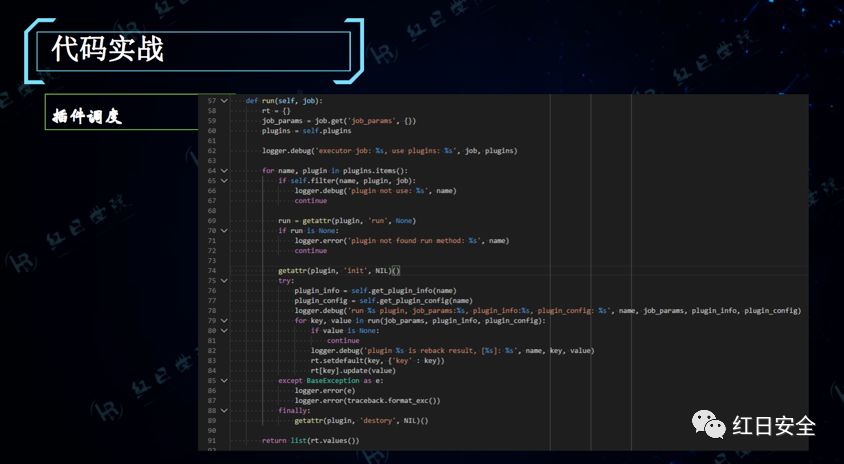 代码实战
插件调度
57 def run(self, job):
58 rt = {}
59 job_params = job.get('job_params', {})
60 plugins = self.plugins
61
62 logger.debug('executor job: %s, use plugins: %s', job, plugins)
63
64 for name, plugin in plugins.items():
65 if self.filter(name, plugin, job):
66 logger.debug('plugin not use: %s', name)
67 continue
68
69 run = getattr(plugin, 'run', None)
70 if run is None:
71 logger.error('plugin not found run method: %s', name)
72 continue
73
74 getattr(plugin, 'init', NIL)()
75 try:
76 plugin_info = self.get_plugin_info(name)
77 plugin_config = self.get_plugin_config(name)
78 logger.debug('run %s plugin, job_params:%s, plugin_info:%s, plugin_config: %s', name, job_params, plugin_info, plugin_config)
79 for key, value in run(job_params, plugin_info, plugin_config):
80 if value is None:
81 continue
82 logger.debug('plugin %s is reback result, [%s]: %s', name, key, value)
83 rt.setdefault(key, {'key' : key})
84 rt[key].update(value)
85 except BaseException as e:
86 logger.error(e)
87 logger.error(traceback.format_exc())
88 finally:
89 getattr(plugin, 'destory', NIL)()
90
91 return list(rt.values())
92
红日安全
红日学院